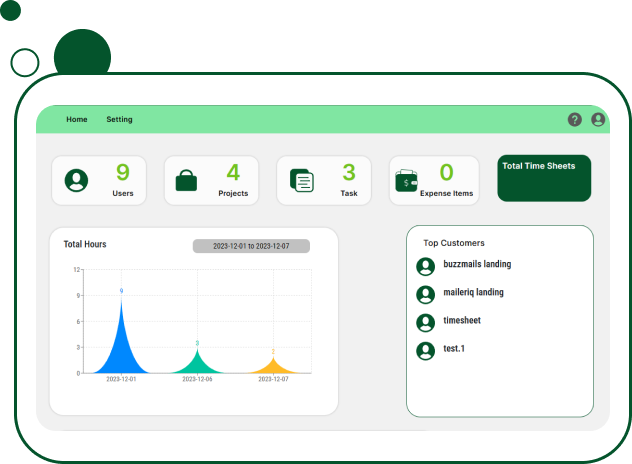 Home Setting
?
9 4 3 0
Users Projects Task Expense Items
$
Total Time Sheets
Total Hours
2023-12-01 to 2023-12-07
12
9
6
3
0
9
3
2
2023-12-01 2023-12-06 2023-12-07
Top Customers
buzzmails landing
maileriq landing
timesheet
test.1